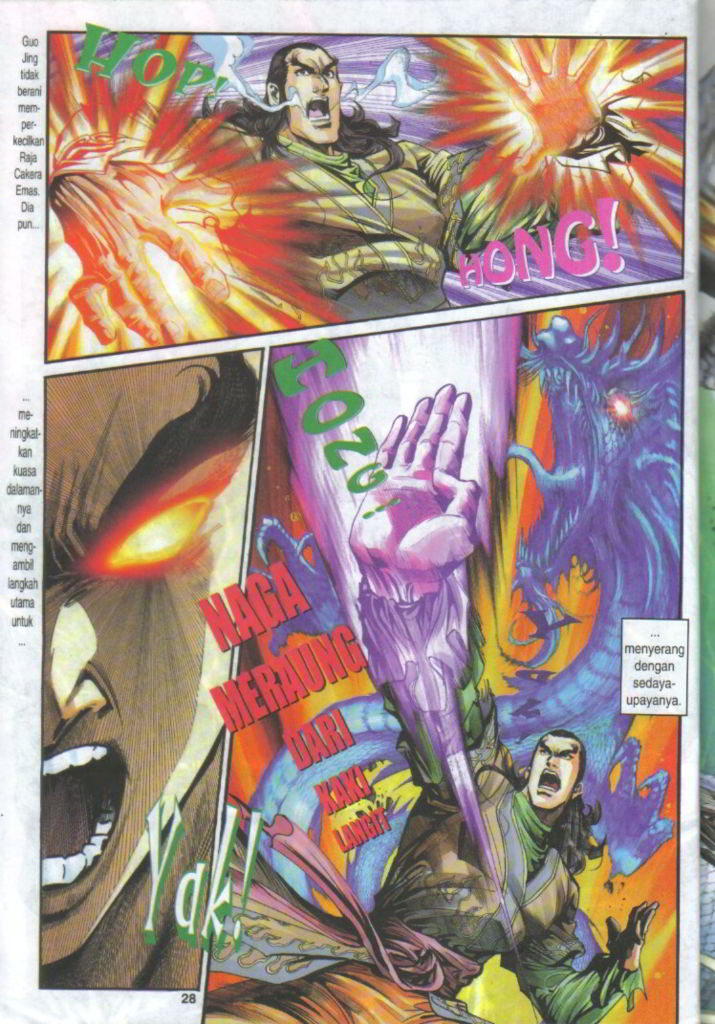 Guo
Jing
tidak
berani
mem-
per-
kecilkan
Raja
Cakera
Emas.
Dia
pun...
HOP!
HONG!
...
me-
ningkat-
kan
kuasa
dalaman-
nya
dan
meng-
ambil
langkah
utama
untuk
...
Yak!
HONG!
NAGA
MERAUNG
DARI
KAKI
LANGIT
...
menyerang
dengan
sedaya-
upayanya.
28